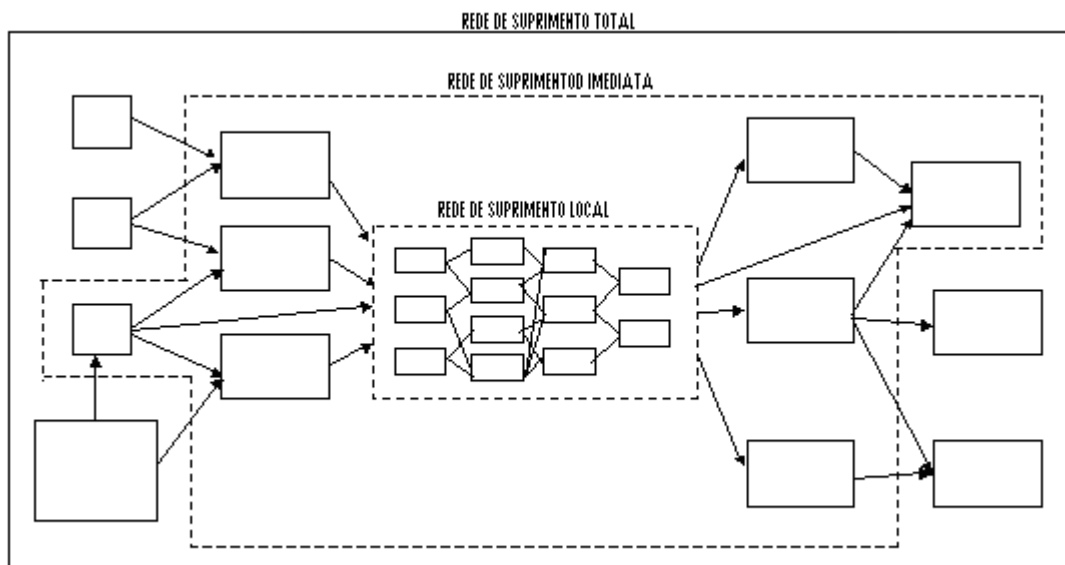 REDE DE SUPRIMENTO TOTAL
REDE DE SUPRIMENTOD IMEDIATA
REDE DE SUPRIMENTO LOCAL